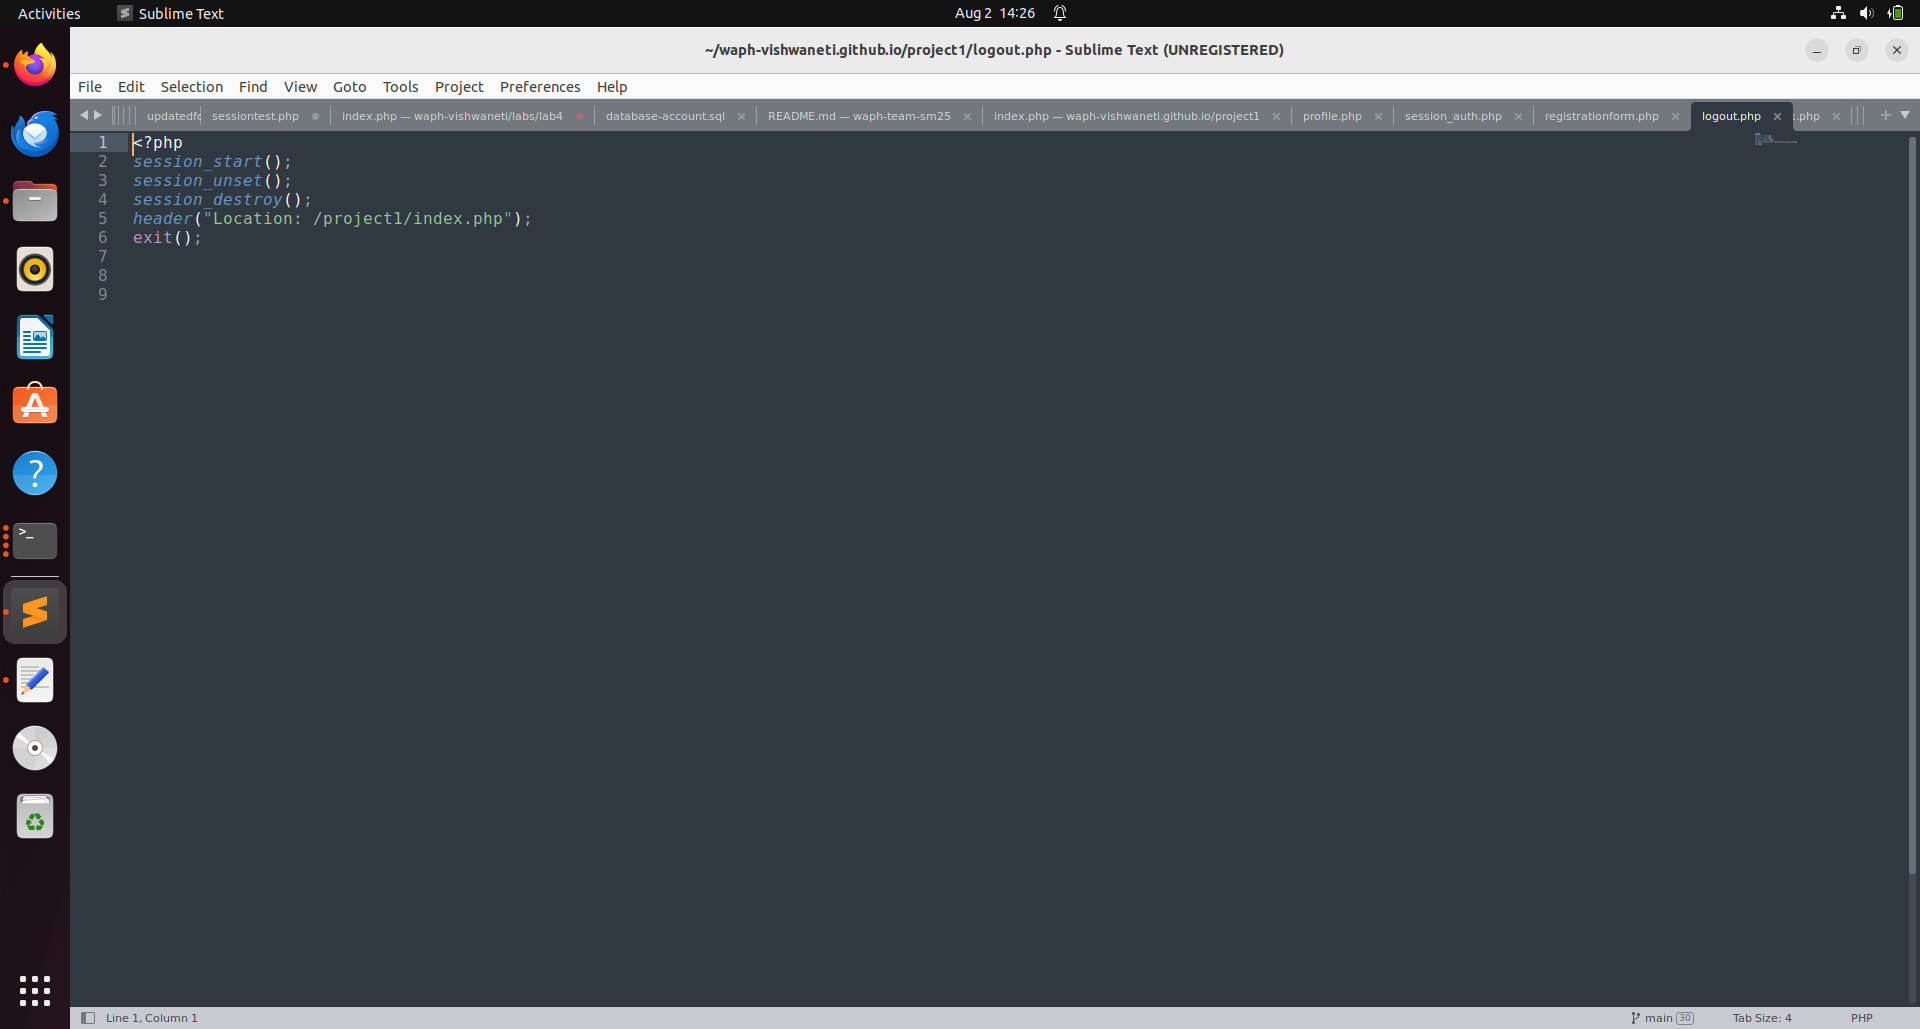 Activities Sublime Text Aug 2 14:26
~/waph-vishwaneti.github.io/project1/logout.php - Sublime Text (UNREGISTERED)
File Edit Selection Find View Goto Tools Project Preferences Help
updatedfo sessiontest.php index.php — waph-vishwaneti/labs/lab4 database-account.sql README.md — waph-team-sm25 index.php — waph-vishwaneti.github.io/project1 profile.php session_auth.php registrationform.php logout.php .php
1 <?php
2 session_start();
3 session_unset();
4 session_destroy();
5 header("Location: /project1/index.php");
6 exit();
7
8
9
Line 1, Column 1 main 30 Tab Size: 4 PHP